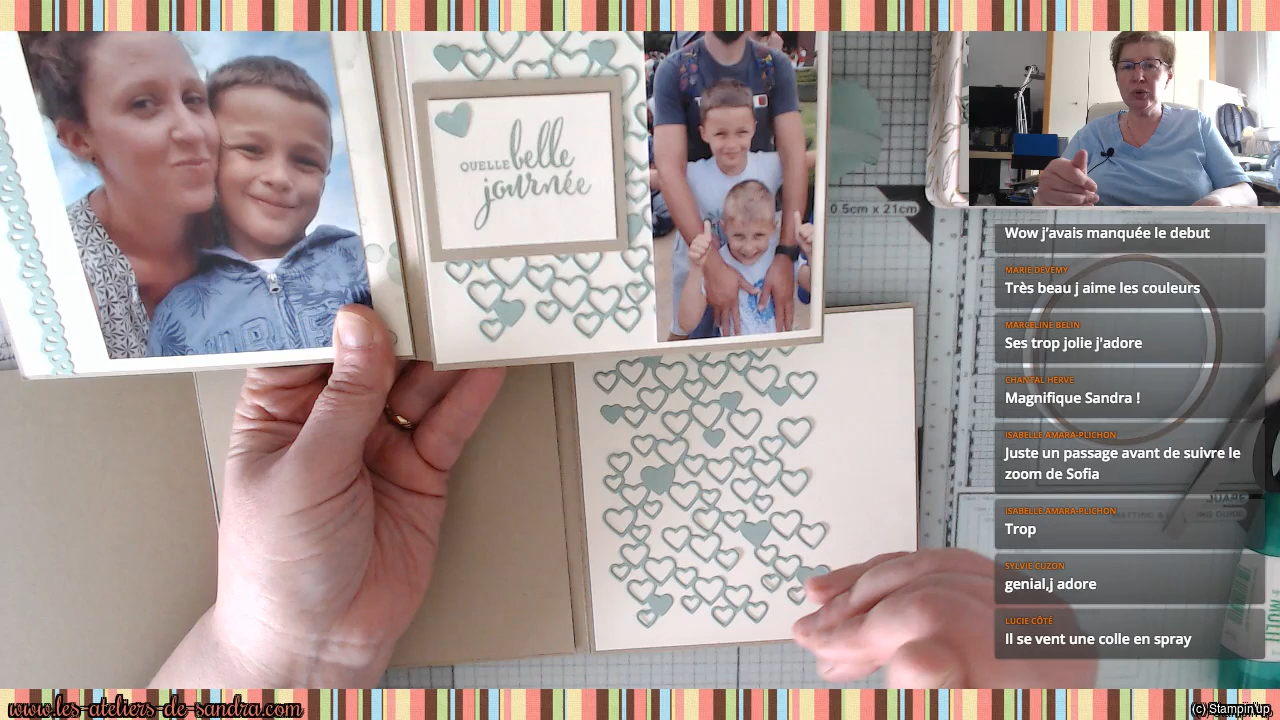 QUELLE belle
journée
0.5cm x 21cm
Wow j’avais manquée le debut
MARIE DEVEMY
Très beau j aime les couleurs
MARCELINE BELIN
Ses trop jolie j'adore
CHANTAL HERVE
Magnifique Sandra !
ISABELLE AMARA-PLICHON
Juste un passage avant de suivre le
zoom de Sofia
ISABELLE AMARA-PLICHON
Trop
SYLVIE CUZON
genial,j adore
LUCIE CÔTÉ
Il se vent une colle en spray
www.les-ateliers-de-sandra.com
(c) Stampin'up